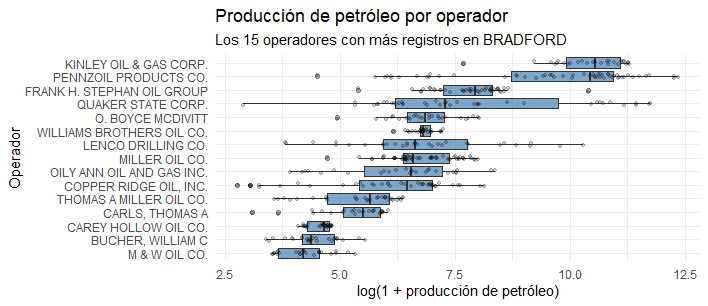 Producción de petróleo por operador
Los 15 operadores con más registros en BRADFORD
Operador
KINLEY OIL & GAS CORP.
PENNZOIL PRODUCTS CO.
FRANK H. STEPHAN OIL GROUP
QUAKER STATE CORP.
O. BOYCE MCDIVITT
WILLIAMS BROTHERS OIL CO.
LENCO DRILLING CO.
MILLER OIL CO.
OILY ANN OIL AND GAS INC.
COPPER RIDGE OIL, INC.
THOMAS A MILLER OIL CO.
CARLS, THOMAS A
CAREY HOLLOW OIL CO.
BUCHER, WILLIAM C
M & W OIL CO.
2.5 5.0 7.5 10.0 12.5
log(1 + producción de petróleo)